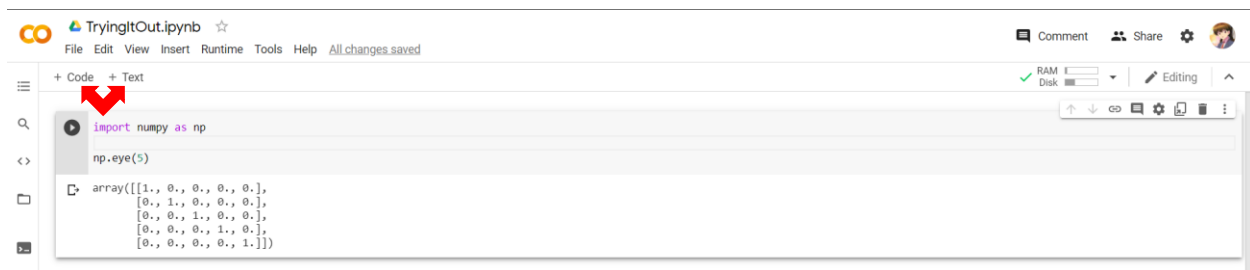 TryingItOut.ipynb
Comment Share
File Edit View Insert Runtime Tools Help All changes saved
+ Code + Text
RAM
Disk
Editing
import numpy as np
np.eye(5)
array([[1., 0., 0., 0., 0.],
[0., 1., 0., 0., 0.],
[0., 0., 1., 0., 0.],
[0., 0., 0., 1., 0.],
[0., 0., 0., 0., 1.]])